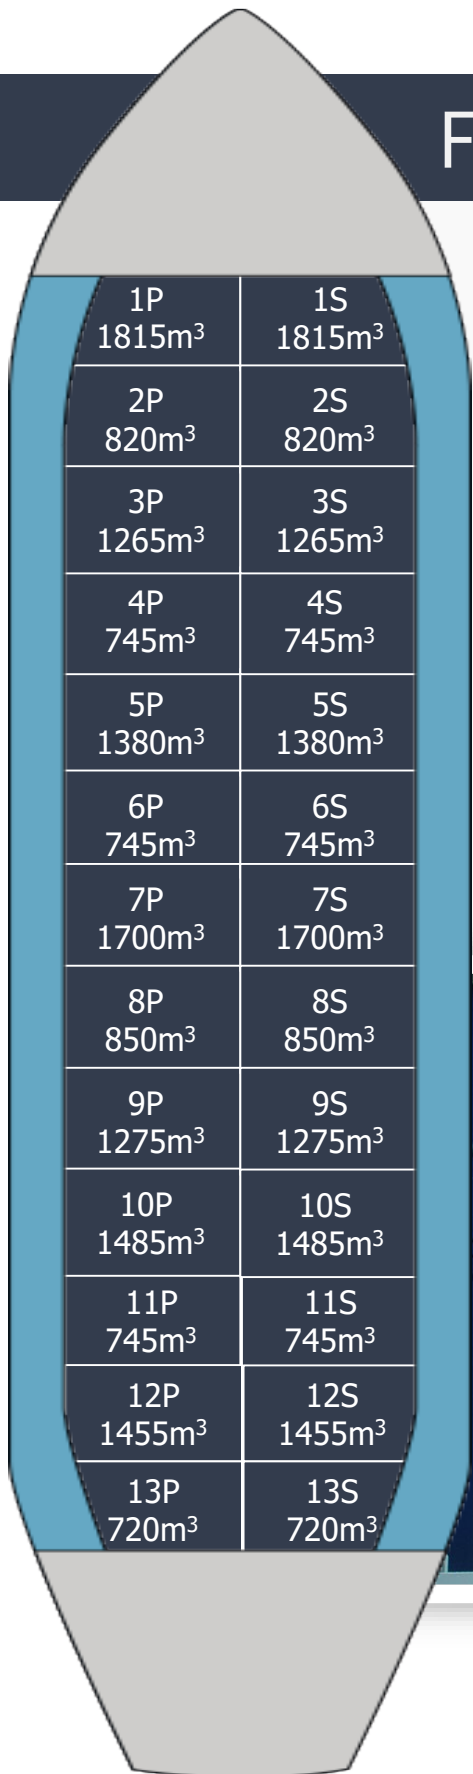 F
1P 1S
1815m³ 1815m³
2P 2S
820m³ 820m³
3P 3S
1265m³ 1265m³
4P 4S
745m³ 745m³
5P 5S
1380m³ 1380m³
6P 6S
745m³ 745m³
7P 7S
1700m³ 1700m³
8P 8S
850m³ 850m³
9P 9S
1275m³ 1275m³
10P 10S
1485m³ 1485m³
11P 11S
745m³ 745m³
12P 12S
1455m³ 1455m³
13P 13S
720m³ 720m³